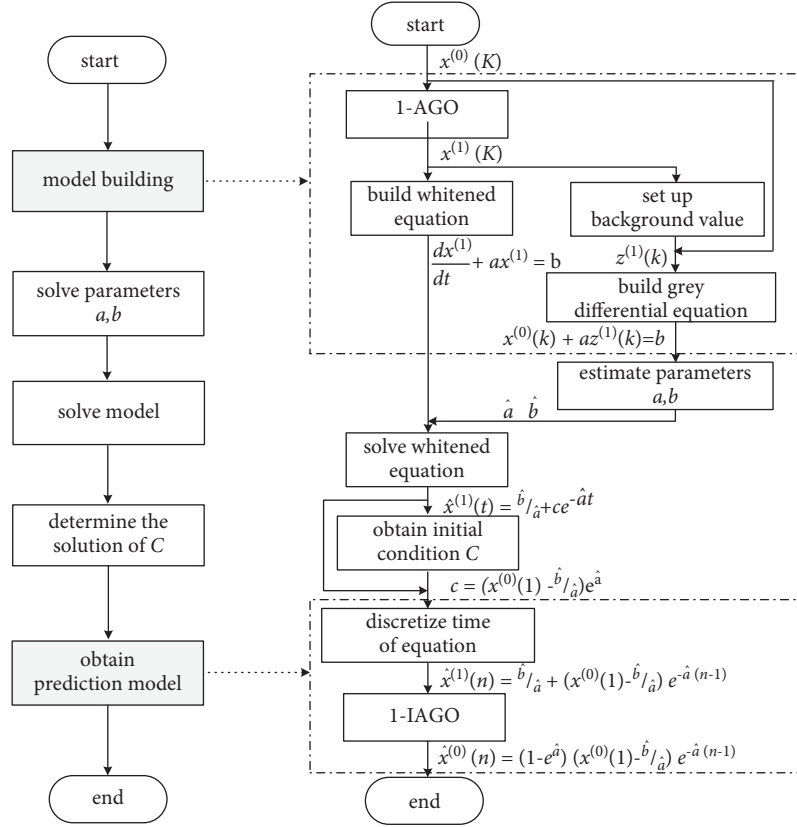 start
model building
solve parameters
a,b
solve model
determine the
solution of C
obtain
prediction model
end
start
x^(0) (K)
1-AGO
x^(1) (K)
build whitened
equation
set up
background value
dx^(1)/dt + ax^(1) = b
z^(1)(k)
build grey
differential equation
x^(0)(k) + az^(1)(k)=b
estimate parameters
a,b
â b̂
solve whitened
equation
x̂^(1)(t) = b̂/â+ce^-ât
obtain initial
condition C
c = (x^(0)(1) -b̂/â)e^â
discretize time
of equation
x̂^(1)(n) = b̂/â + (x^(0)(1)-b̂/â) e^-â (n-1)
1-IAGO
x̂^(0) (n) = (1-e^â) (x^(0)(1)-b̂/â) e^-â (n-1)
end